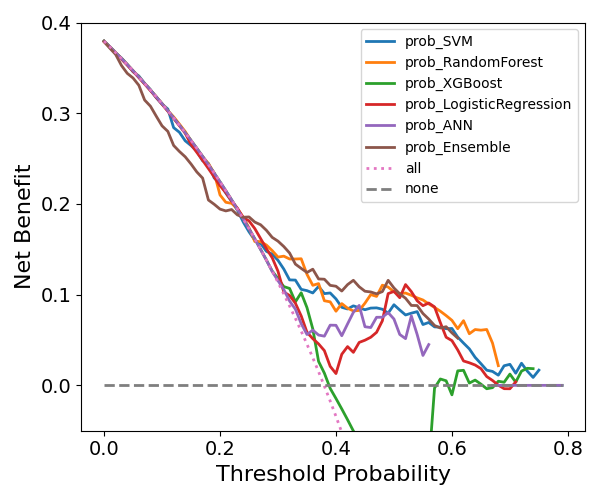 0.4
0.3
0.2
0.1
0.0
Net Benefit
prob_SVM
prob_RandomForest
prob_XGBoost
prob_LogisticRegression
prob_ANN
prob_Ensemble
all
none
0.0 0.2 0.4 0.6 0.8
Threshold Probability